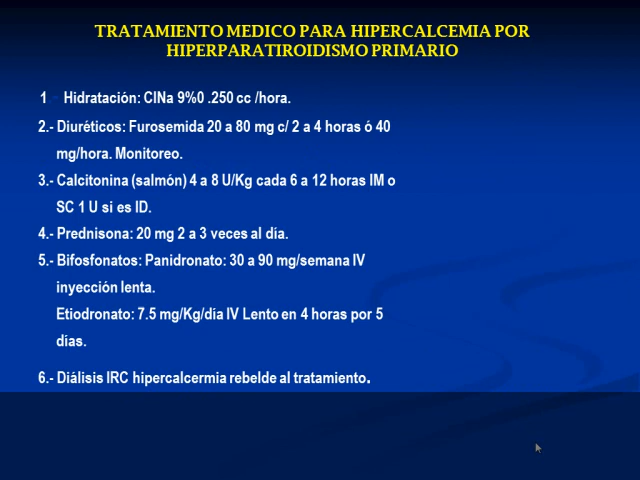 TRATAMIENTO MEDICO PARA HIPERCALCEMIA POR
HIPERPARATIROIDISMO PRIMARIO
1 Hidratación: ClNa 9%0 .250 cc /hora.
2.- Diuréticos: Furosemida 20 a 80 mg c/ 2 a 4 horas ó 40
mg/hora. Monitoreo.
3.- Calcitonina (salmón) 4 a 8 U/Kg cada 6 a 12 horas IM o
SC 1 U si es ID.
4.- Prednisona: 20 mg 2 a 3 veces al día.
5.- Bifosfonatos: Panidronato: 30 a 90 mg/semana IV
inyección lenta.
Etiodronato: 7.5 mg/Kg/día IV Lento en 4 horas por 5
días.
6.- Diálisis IRC hipercalcermia rebelde al tratamiento.